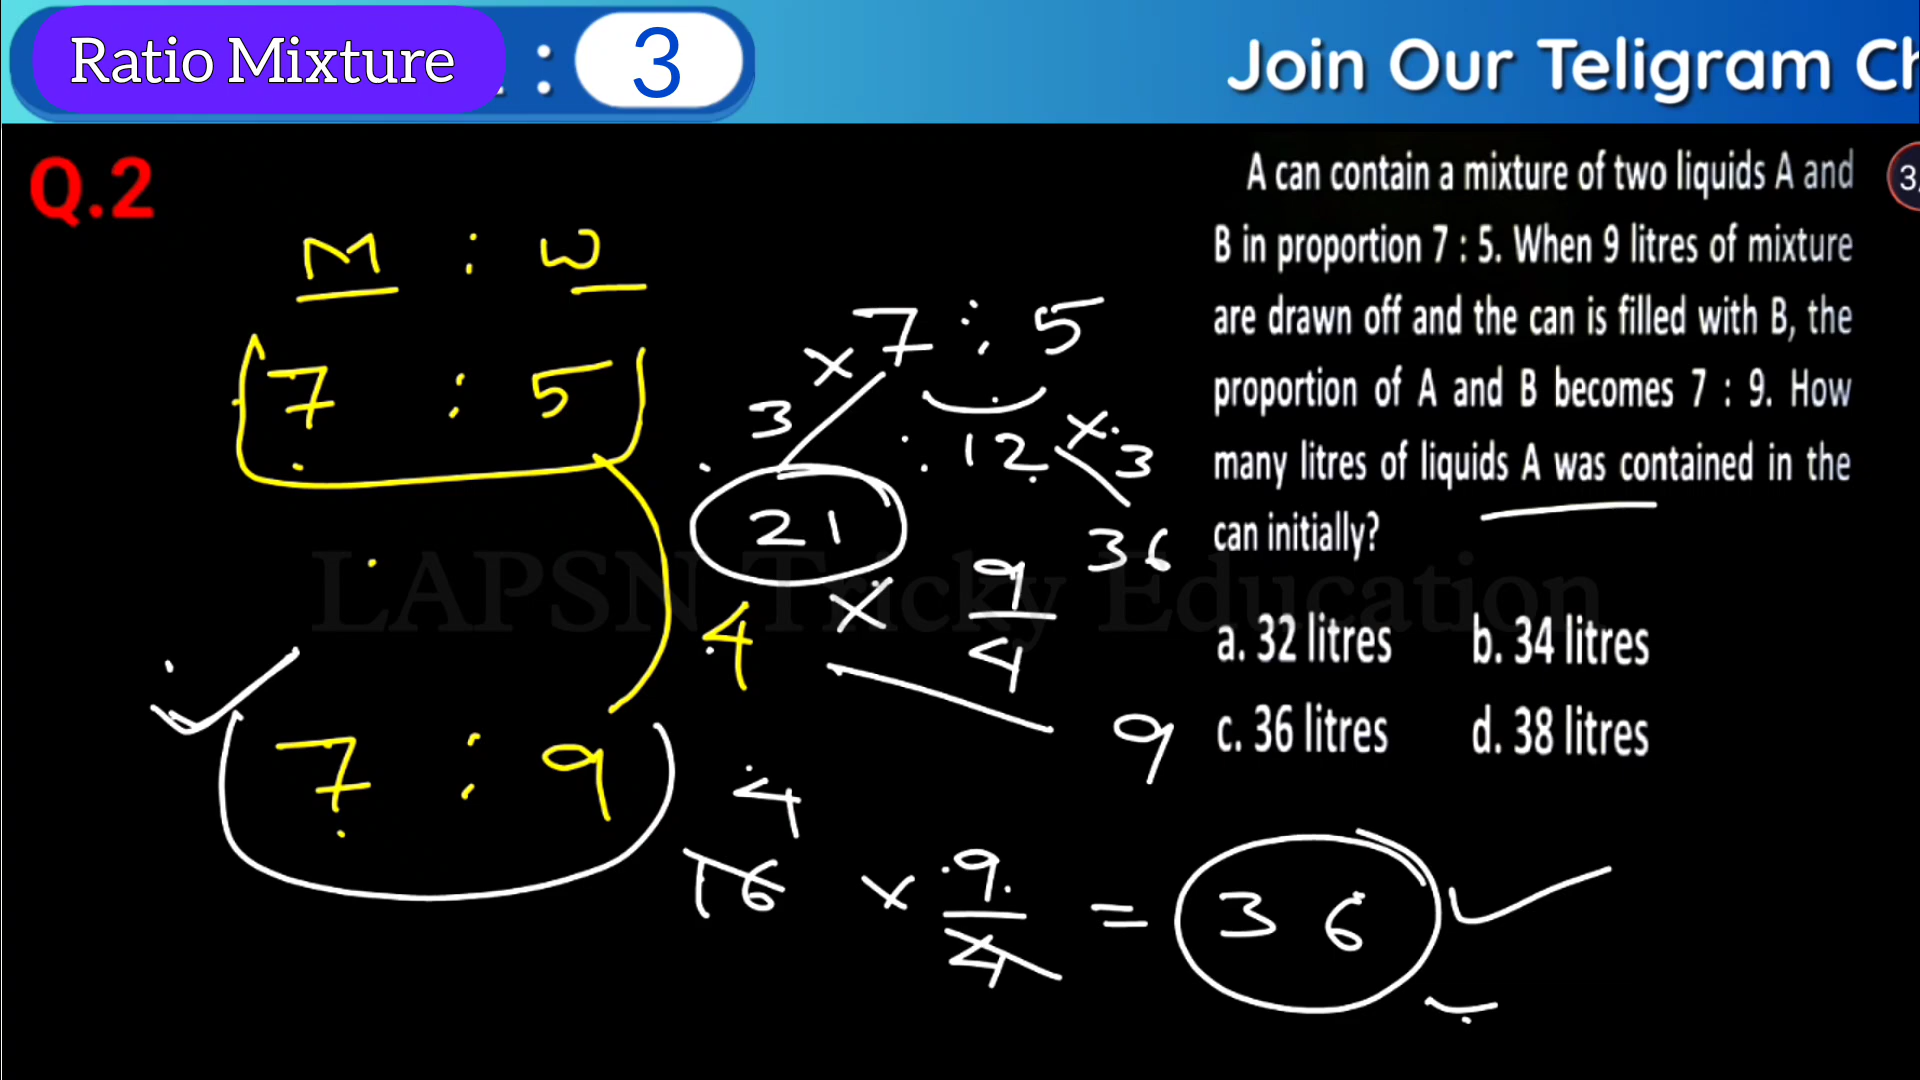 Ratio Mixture : 3
Join Our Teligram Ch
Q.2
A can contain a mixture of two liquids A and
B in proportion 7 : 5. When 9 litres of mixture
are drawn off and the can is filled with B, the
proportion of A and B becomes 7 : 9. How
many litres of liquids A was contained in the
can initially?
a. 32 litres b. 34 litres
c. 36 litres d. 38 litres
3
M : W
7 : 5
4
7 : 9
7 : 5
× 3
: 12 × 3
21
36
× 9/4
9
4
16 × 9/4 = 36
LAPSN Tricky Education